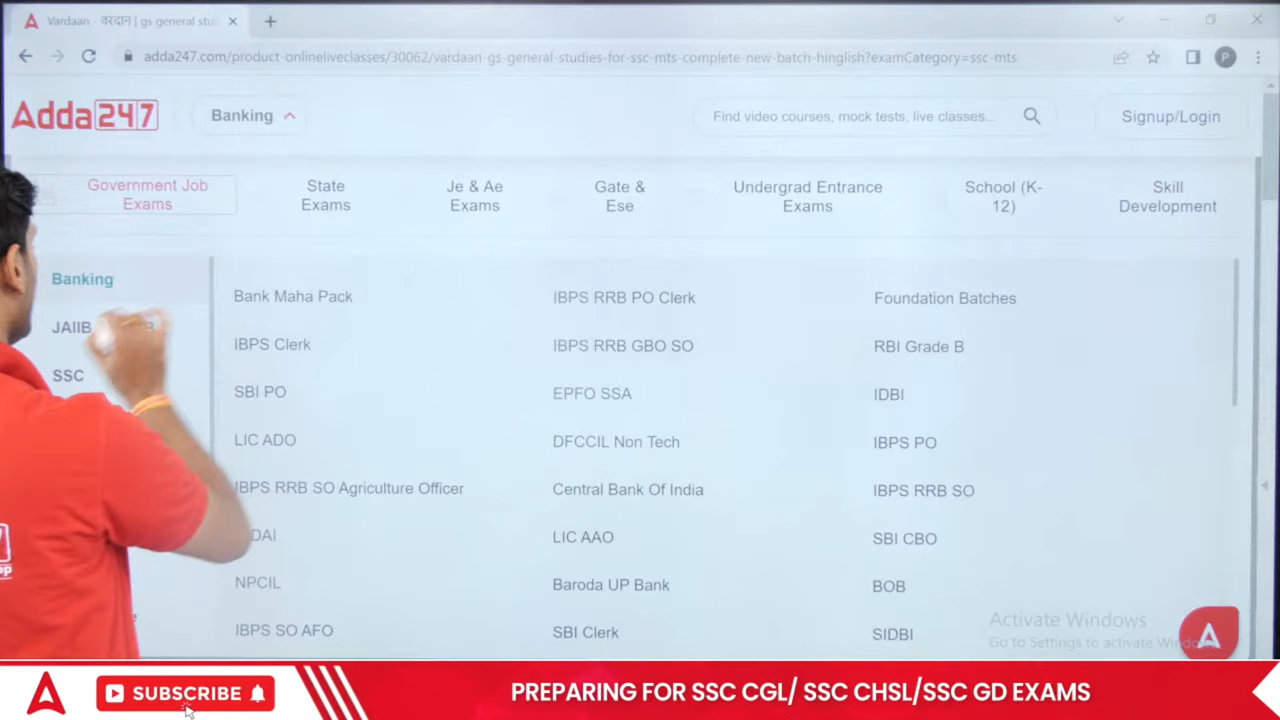 Vardaan - वरदान | gs general stu
adda247.com/product-onlineliveclasses/30062/vardaan-gs-general-studies-for-ssc-mts-complete-new-batch-hinglish?examCategory=ssc-mts
P
Adda247
Banking
Find video courses, mock tests, live classes...
Signup/Login
Government Job
Exams
State
Exams
Je & Ae
Exams
Gate &
Ese
Undergrad Entrance
Exams
School (K-
12)
Skill
Development
Banking
JAIIB
SSC
Bank Maha Pack
IBPS RRB PO Clerk
Foundation Batches
IBPS Clerk
IBPS RRB GBO SO
RBI Grade B
SBI PO
EPFO SSA
IDBI
LIC ADO
DFCCIL Non Tech
IBPS PO
IBPS RRB SO Agriculture Officer
Central Bank Of India
IBPS RRB SO
DAI
LIC AAO
SBI CBO
NPCIL
Baroda UP Bank
BOB
IBPS SO AFO
SBI Clerk
SIDBI
Activate Windows
Go to Settings to activate Windows
SUBSCRIBE
PREPARING FOR SSC CGL/ SSC CHSL/SSC GD EXAMS